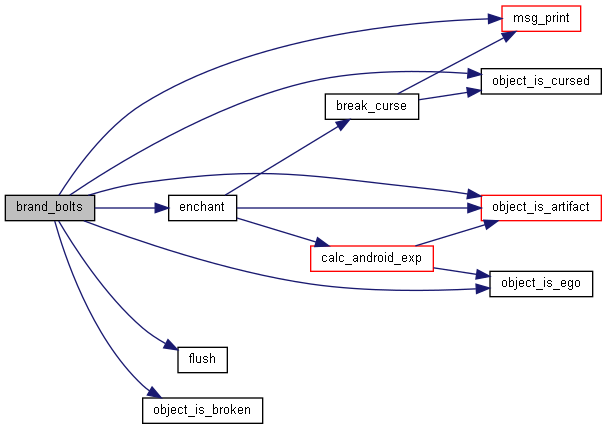 msg_print
object_is_cursed
break_curse
brand_bolts
enchant
object_is_artifact
calc_android_exp
object_is_ego
flush
object_is_broken